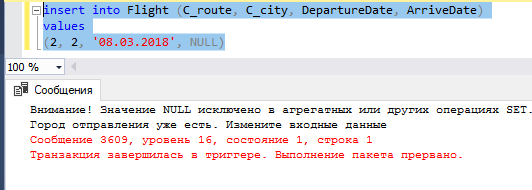 insert into Flight (C_route, C_city, DepartureDate, ArriveDate)
values
(2, 2, '08.03.2018', NULL)
100 %
Сообщения
Внимание! Значение NULL исключено в агрегатных или других операциях SET.
Город отправления уже есть. Измените входные данные
Сообщение 3609, уровень 16, состояние 1, строка 1
Транзакция завершилась в триггере. Выполнение пакета прервано.